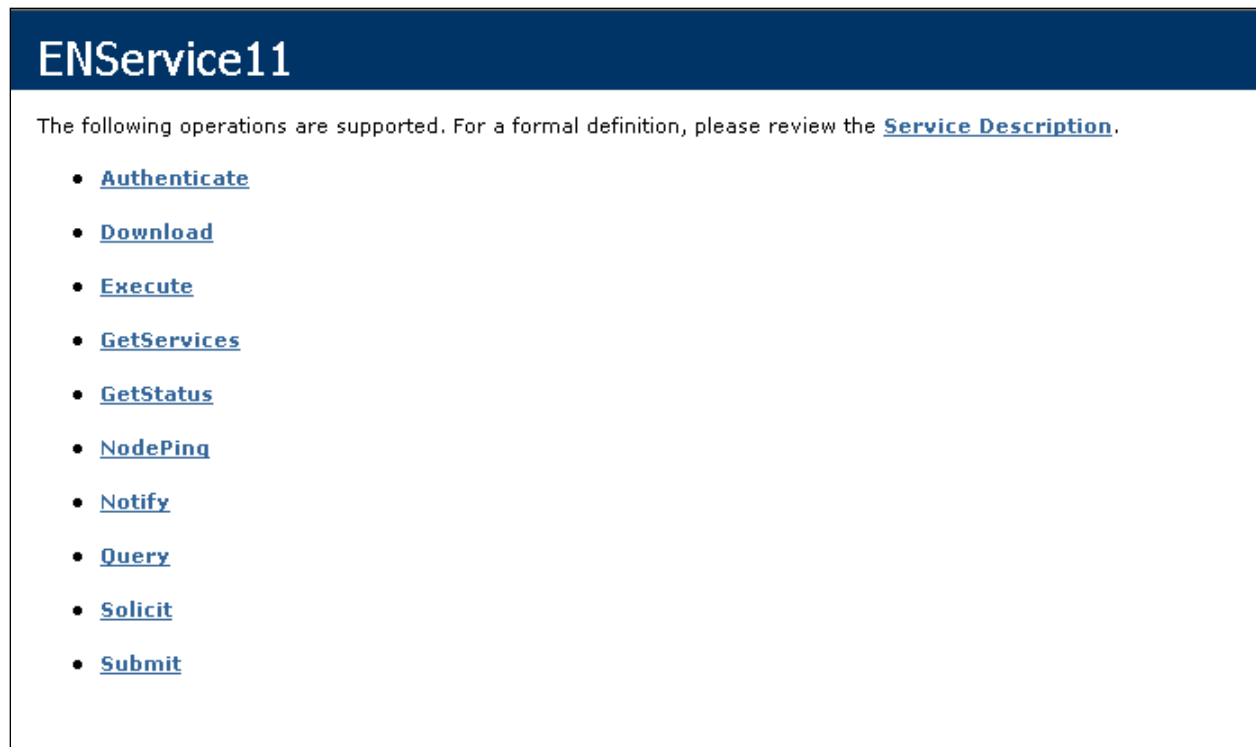 ENService11
The following operations are supported. For a formal definition, please review the Service Description.
Authenticate
Download
Execute
GetServices
GetStatus
NodePing
Notify
Query
Solicit
Submit